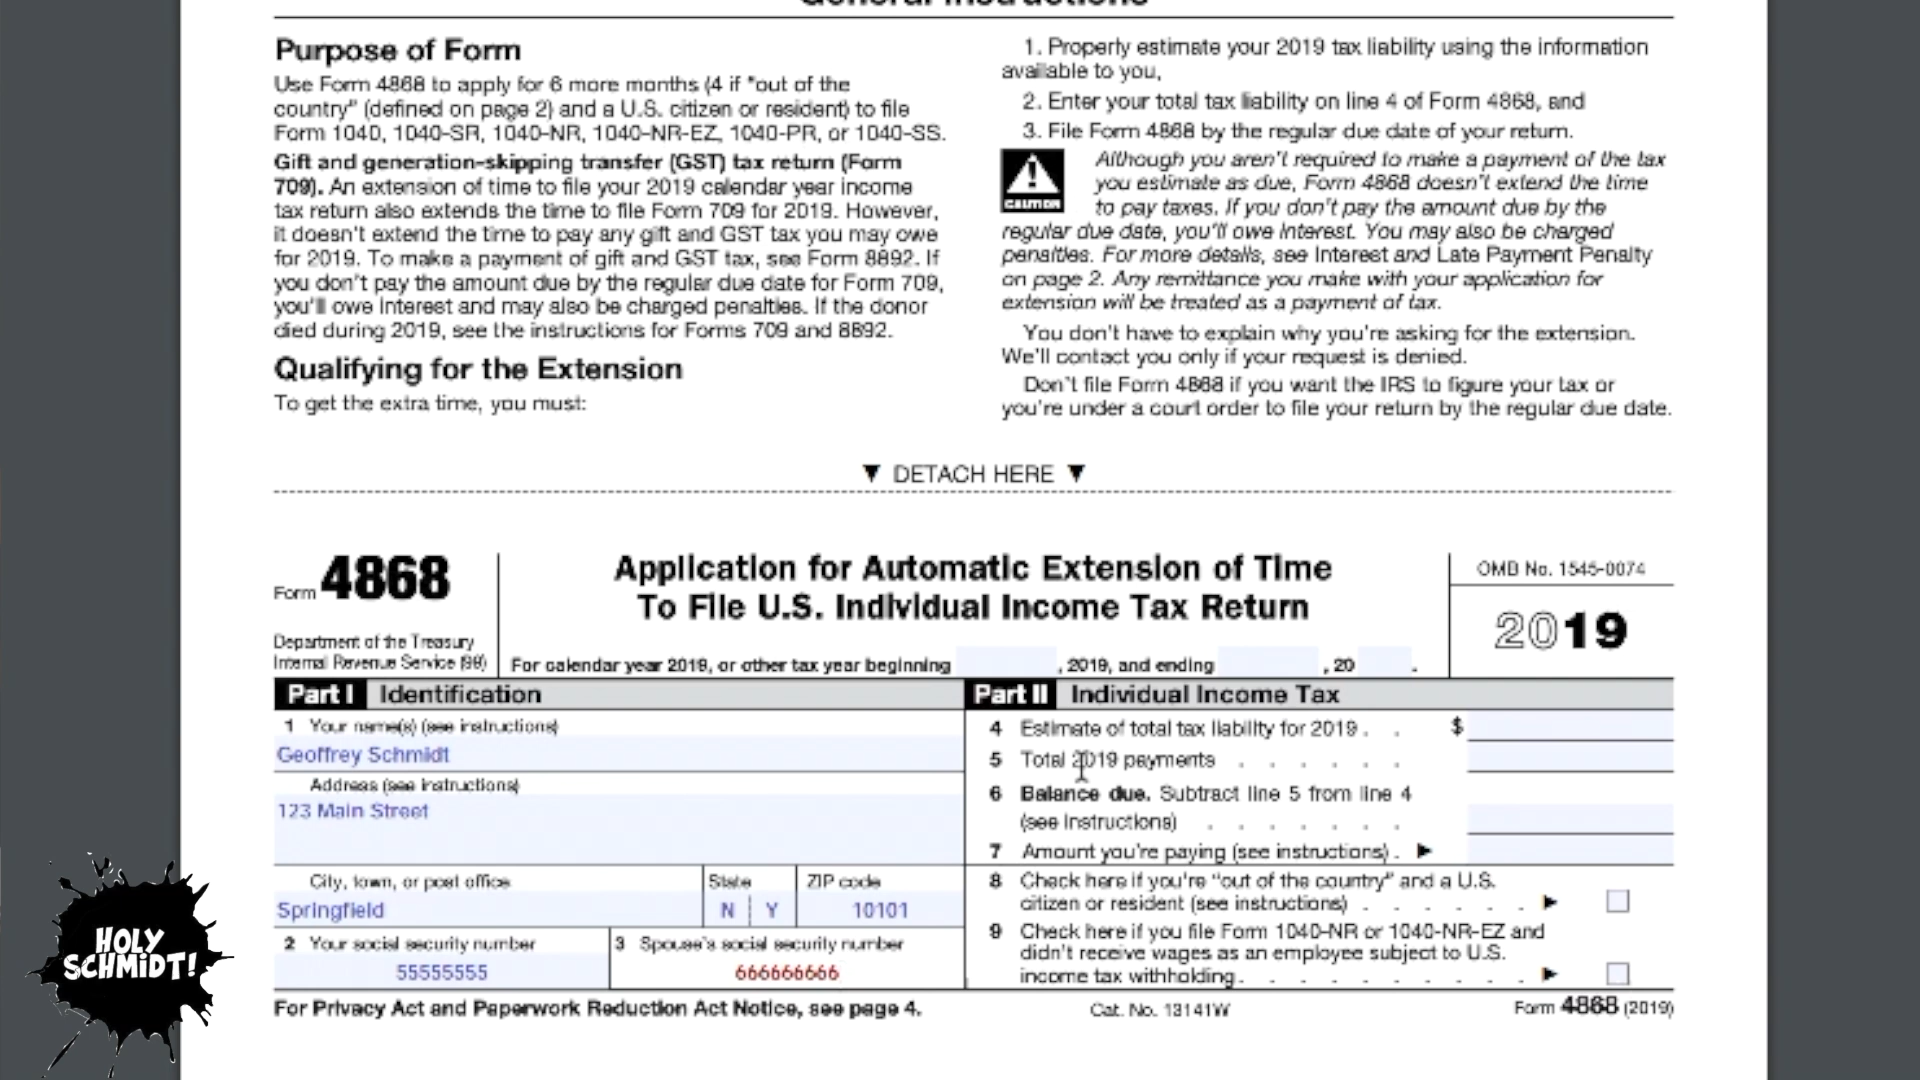 General Instructions
Purpose of Form
Use Form 4868 to apply for 6 more months (4 if "out of the
country" (defined on page 2) and a U.S. citizen or resident) to file
Form 1040, 1040-SR, 1040-NR, 1040-NR-EZ, 1040-PR, or 1040-SS.
Gift and generation-skipping transfer (GST) tax return (Form
709). An extension of time to file your 2019 calendar year income
tax return also extends the time to file Form 709 for 2019. However,
it doesn't extend the time to pay any gift and GST tax you may owe
for 2019. To make a payment of gift and GST tax, see Form 8892. If
you don't pay the amount due by the regular due date for Form 709,
you'll owe interest and may also be charged penalties. If the donor
died during 2019, see the instructions for Forms 709 and 8892.
Qualifying for the Extension
To get the extra time, you must:
1. Properly estimate your 2019 tax liability using the information
available to you,
2. Enter your total tax liability on line 4 of Form 4868, and
3. File Form 4868 by the regular due date of your return.
CAUTION
Although you aren't required to make a payment of the tax
you estimate as due, Form 4868 doesn't extend the time
to pay taxes. If you don't pay the amount due by the
regular due date, you'll owe interest. You may also be charged
penalties. For more details, see Interest and Late Payment Penalty
on page 2. Any remittance you make with your application for
extension will be treated as a payment of tax.
You don't have to explain why you're asking for the extension.
We'll contact you only if your request is denied.
Don't file Form 4868 if you want the IRS to figure your tax or
you're under a court order to file your return by the regular due date.
▼ DETACH HERE ▼
Form 4868
Department of the Treasury
Internal Revenue Service (99)
Application for Automatic Extension of Time
To File U.S. Individual Income Tax Return
For calendar year 2019, or other tax year beginning , 2019, and ending , 20 .
OMB No. 1545-0074
2019
Part I Identification
1 Your name(s) (see instructions)
Geoffrey Schmidt
Address (see instructions)
123 Main Street
City, town, or post office State ZIP code
Springfield N Y 10101
2 Your social security number 3 Spouse's social security number
55555555 666666666
Part II Individual Income Tax
4 Estimate of total tax liability for 2019 . . $
5 Total 2019 payments . . . . . .
6 Balance due. Subtract line 5 from line 4
(see instructions) . . . . . . .
7 Amount you're paying (see instructions) . ▶
8 Check here if you're "out of the country" and a U.S.
citizen or resident (see instructions) . . . . . . ▶
9 Check here if you file Form 1040-NR or 1040-NR-EZ and
didn't receive wages as an employee subject to U.S.
income tax withholding . . . . . . . . . ▶
For Privacy Act and Paperwork Reduction Act Notice, see page 4. Cat. No. 13141W Form 4868 (2019)
HOLY
SCHMiDT!